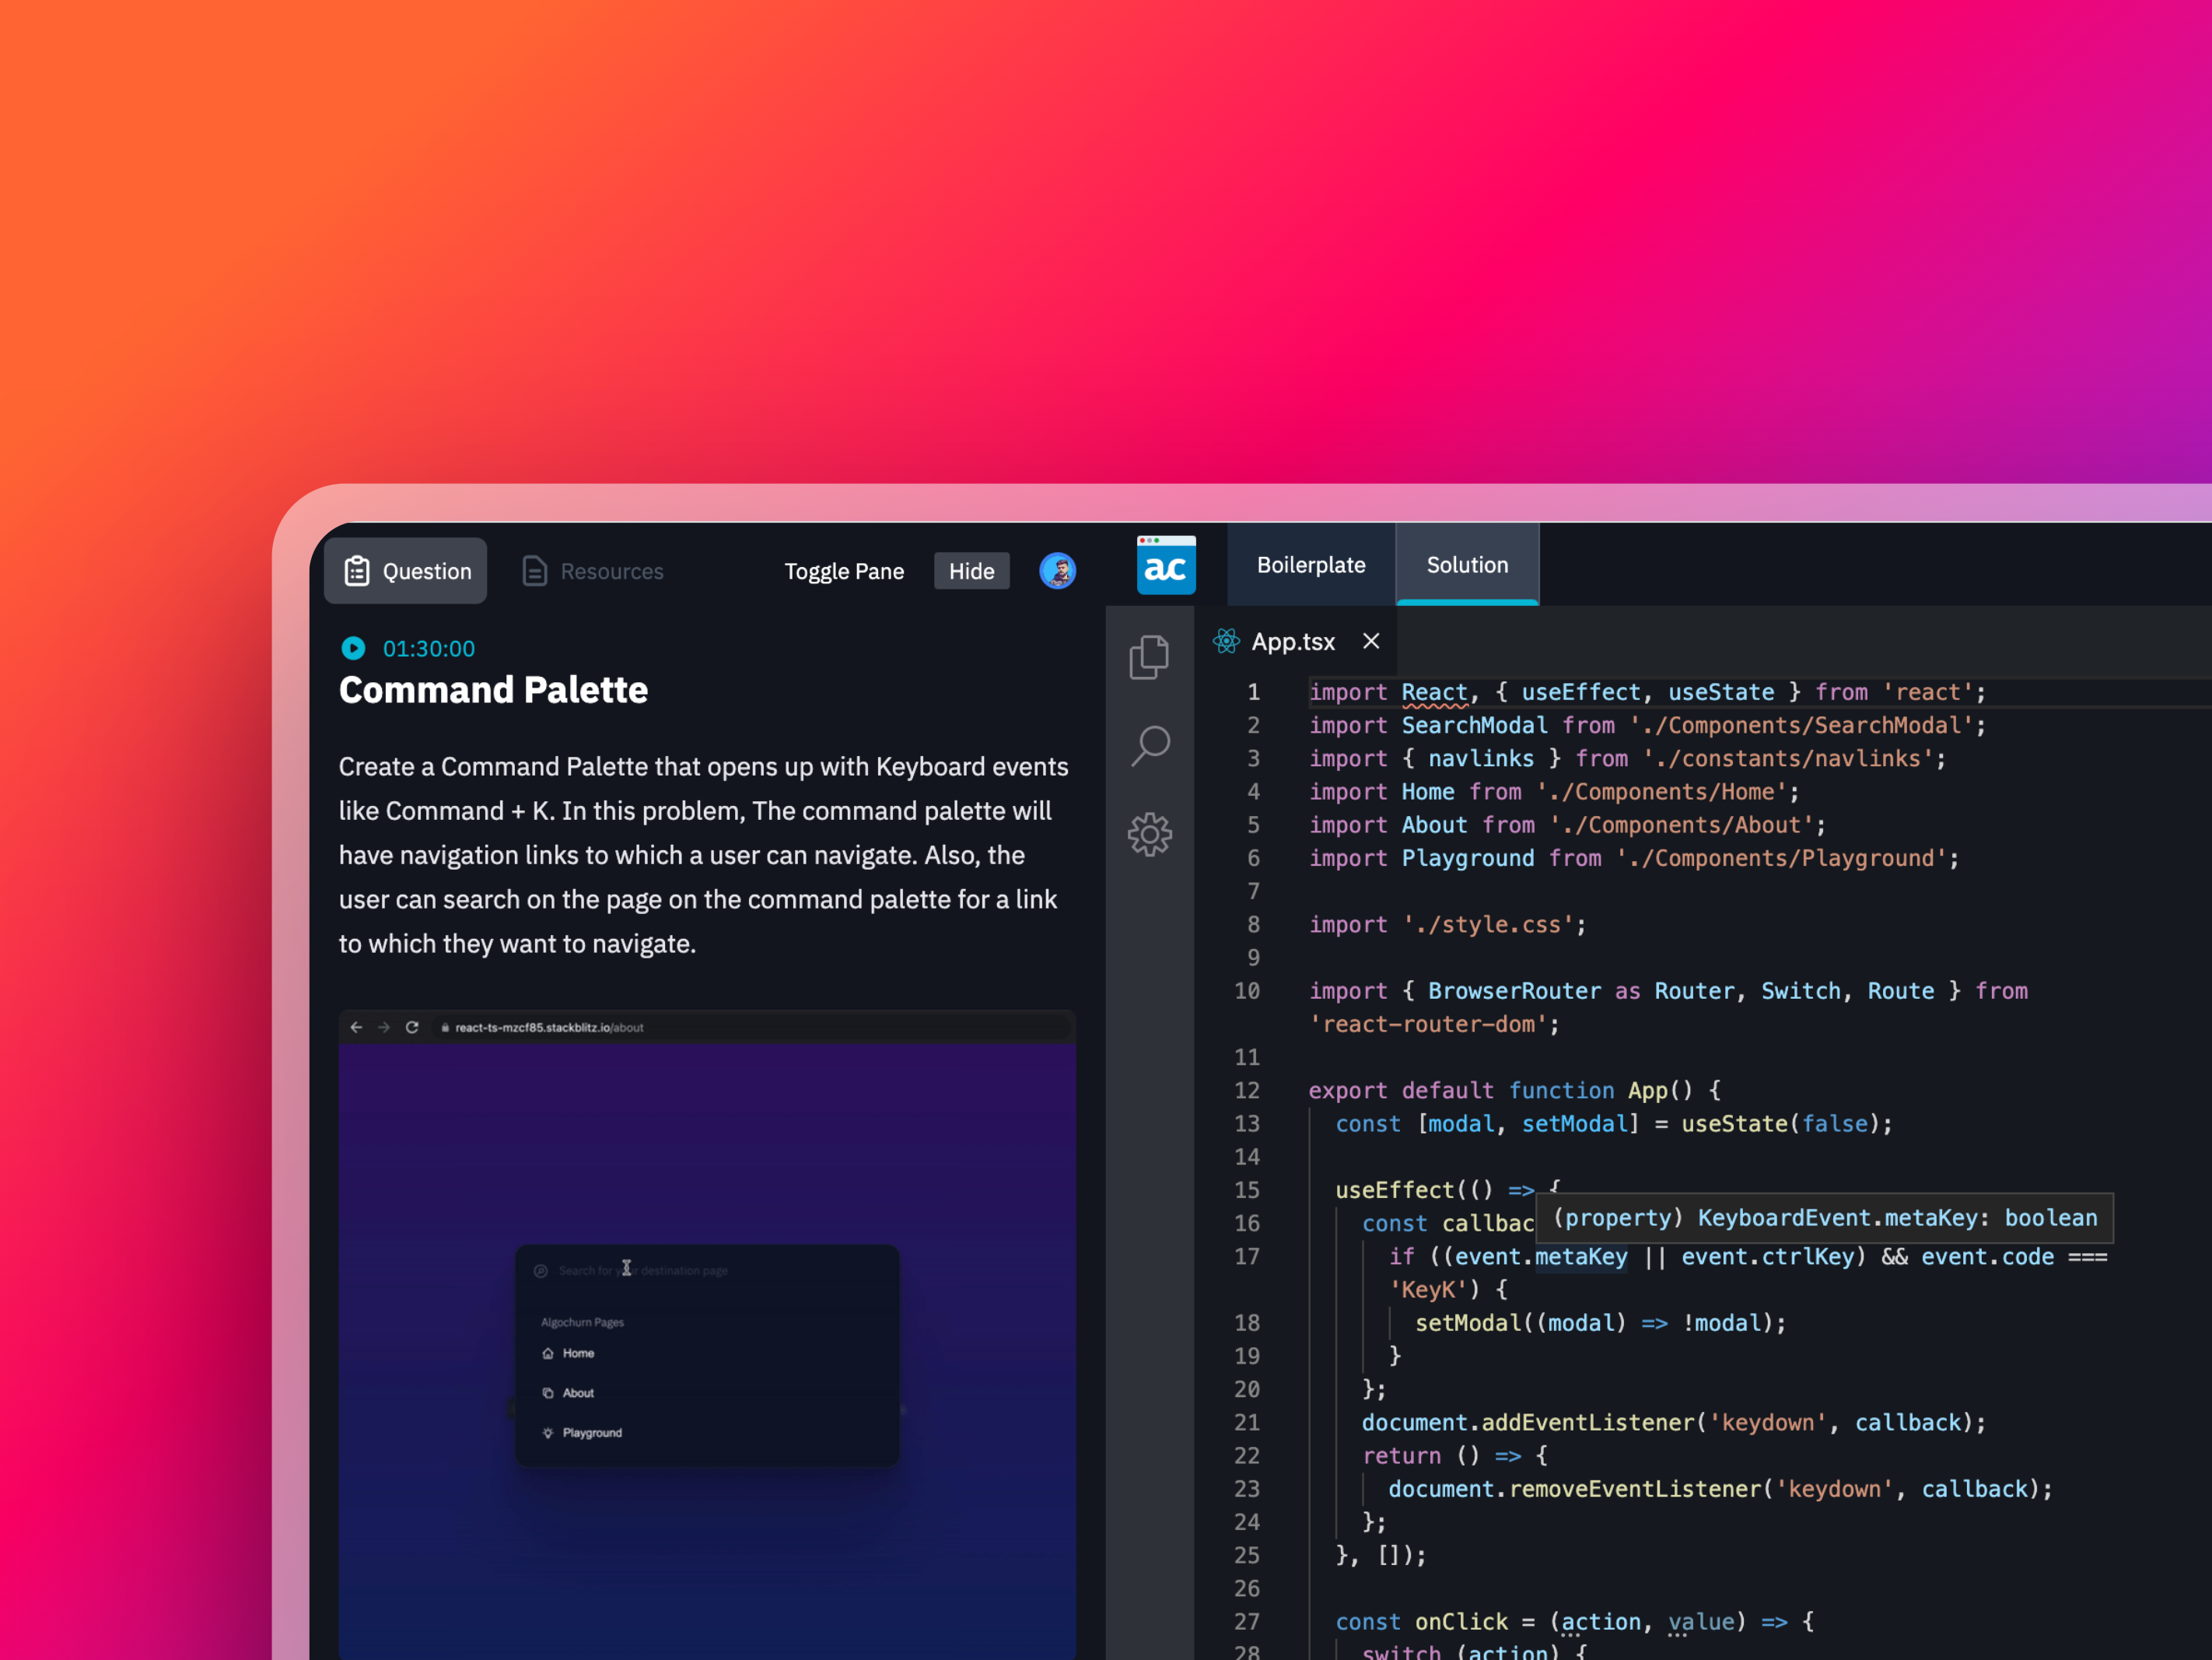 Question
Resources
Toggle Pane
Hide
ac
Boilerplate
Solution
01:30:00
Command Palette
Create a Command Palette that opens up with Keyboard events
like Command + K. In this problem, The command palette will
have navigation links to which a user can navigate. Also, the
user can search on the page on the command palette for a link
to which they want to navigate.
react-ts-mzcf85.stackblitz.io/about
Search for your destination page
Algochurn Pages
Home
About
Playground
App.tsx
1 import React, { useEffect, useState } from 'react';
2 import SearchModal from './Components/SearchModal';
3 import { navlinks } from './constants/navlinks';
4 import Home from './Components/Home';
5 import About from './Components/About';
6 import Playground from './Components/Playground';
7
8 import './style.css';
9
10 import { BrowserRouter as Router, Switch, Route } from
'react-router-dom';
11
12 export default function App() {
13 const [modal, setModal] = useState(false);
14
15 useEffect(() => {
(property) KeyboardEvent.metaKey: boolean
16 const callbac
17 if ((event.metaKey || event.ctrlKey) && event.code ===
'KeyK') {
18 setModal((modal) => !modal);
19 }
20 };
21 document.addEventListener('keydown', callback);
22 return () => {
23 document.removeEventListener('keydown', callback);
24 };
25 }, []);
26
27 const onClick = (action, value) => {
28 switch (action) {